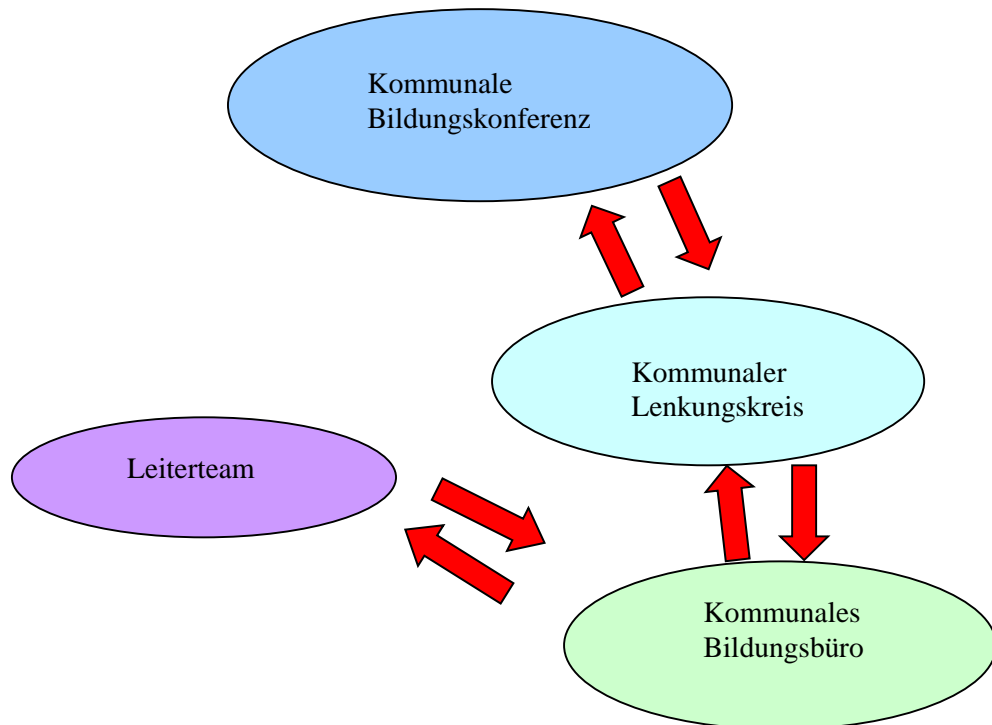 Kommunale
Bildungskonferenz
Kommunaler
Lenkungskreis
Leiterteam
Kommunales
Bildungsbüro